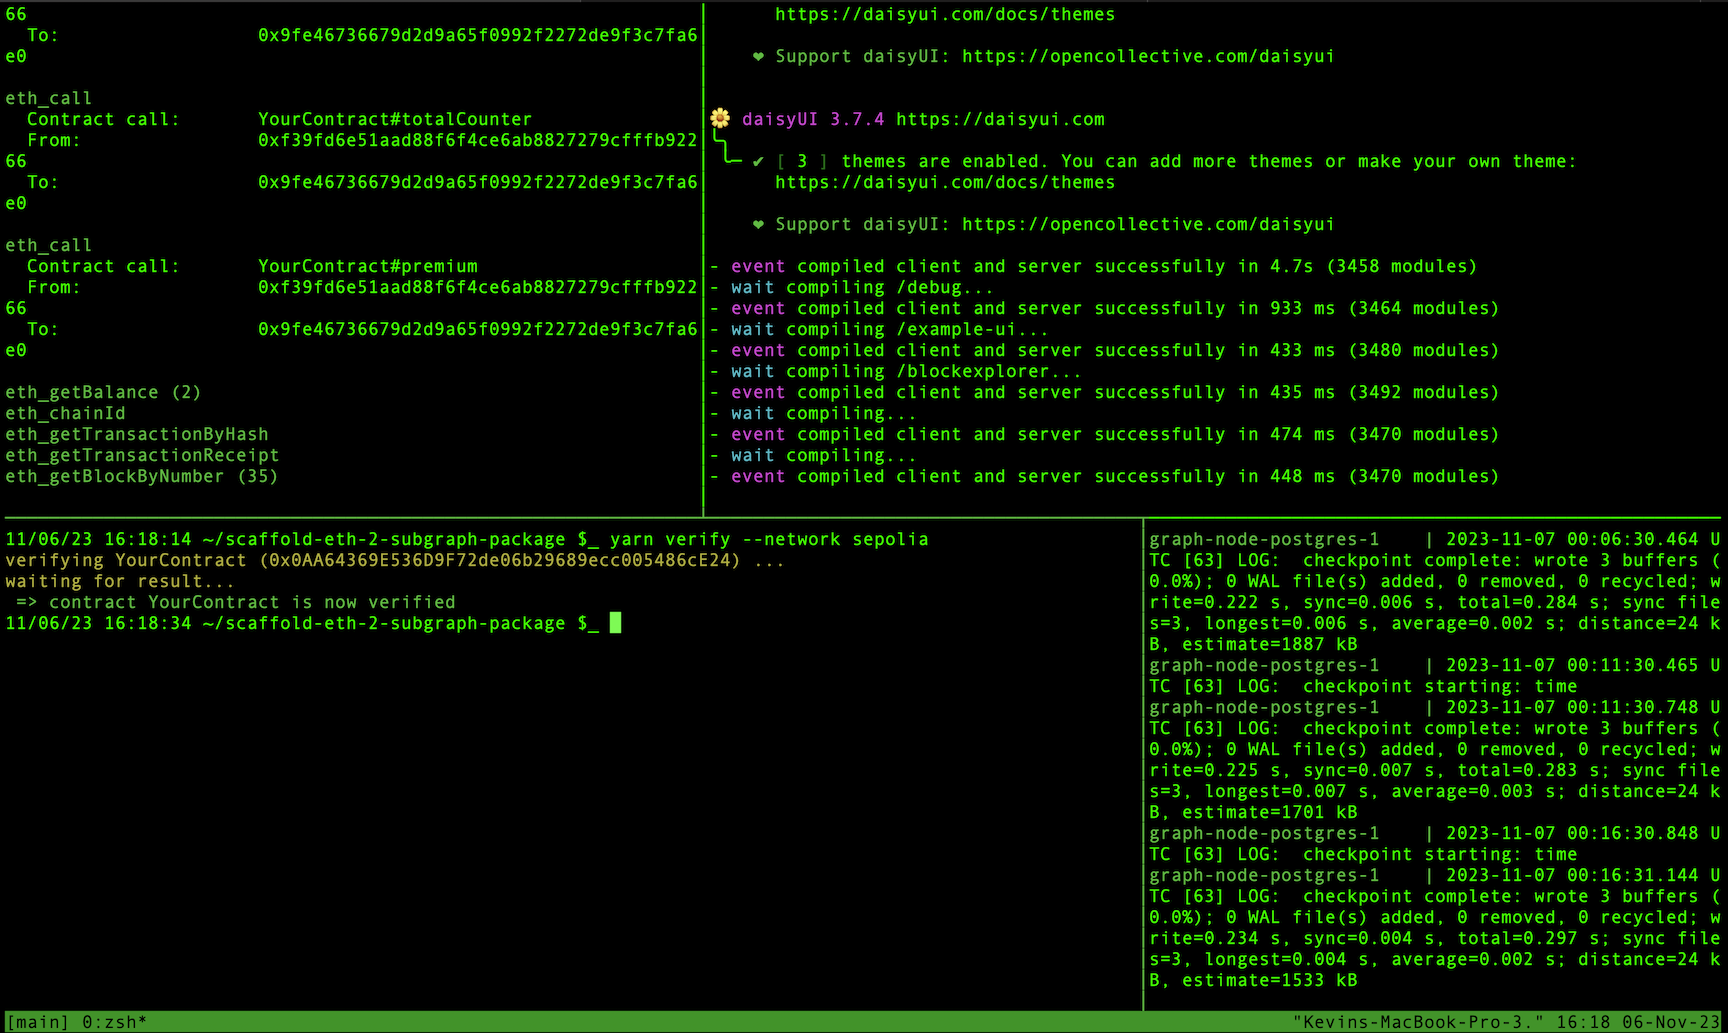 66
To: 0x9fe46736679d2d9a65f0992f2272de9f3c7fa6
e0
eth_call
Contract call: YourContract#totalCounter
From: 0xf39fd6e51aad88f6f4ce6ab8827279cfffb922
66
To: 0x9fe46736679d2d9a65f0992f2272de9f3c7fa6
e0
eth_call
Contract call: YourContract#premium
From: 0xf39fd6e51aad88f6f4ce6ab8827279cfffb922
66
To: 0x9fe46736679d2d9a65f0992f2272de9f3c7fa6
e0
eth_getBalance (2)
eth_chainId
eth_getTransactionByHash
eth_getTransactionReceipt
eth_getBlockByNumber (35)
https://daisyui.com/docs/themes
❤ Support daisyUI: https://opencollective.com/daisyui
🌼 daisyUI 3.7.4 https://daisyui.com
╰─ ✔ [ 3 ] themes are enabled. You can add more themes or make your own theme:
https://daisyui.com/docs/themes
❤ Support daisyUI: https://opencollective.com/daisyui
- event compiled client and server successfully in 4.7s (3458 modules)
- wait compiling /debug...
- event compiled client and server successfully in 933 ms (3464 modules)
- wait compiling /example-ui...
- event compiled client and server successfully in 433 ms (3480 modules)
- wait compiling /blockexplorer...
- event compiled client and server successfully in 435 ms (3492 modules)
- wait compiling...
- event compiled client and server successfully in 474 ms (3470 modules)
- wait compiling...
- event compiled client and server successfully in 448 ms (3470 modules)
11/06/23 16:18:14 ~/scaffold-eth-2-subgraph-package $_ yarn verify --network sepolia
verifying YourContract (0x0AA64369E536D9F72de06b29689ecc005486cE24) ...
waiting for result...
=> contract YourContract is now verified
11/06/23 16:18:34 ~/scaffold-eth-2-subgraph-package $_
graph-node-postgres-1 | 2023-11-07 00:06:30.464 U
TC [63] LOG: checkpoint complete: wrote 3 buffers (
0.0%); 0 WAL file(s) added, 0 removed, 0 recycled; w
rite=0.222 s, sync=0.006 s, total=0.284 s; sync file
s=3, longest=0.006 s, average=0.002 s; distance=24 k
B, estimate=1887 kB
graph-node-postgres-1 | 2023-11-07 00:11:30.465 U
TC [63] LOG: checkpoint starting: time
graph-node-postgres-1 | 2023-11-07 00:11:30.748 U
TC [63] LOG: checkpoint complete: wrote 3 buffers (
0.0%); 0 WAL file(s) added, 0 removed, 0 recycled; w
rite=0.225 s, sync=0.007 s, total=0.283 s; sync file
s=3, longest=0.007 s, average=0.003 s; distance=24 k
B, estimate=1701 kB
graph-node-postgres-1 | 2023-11-07 00:16:30.848 U
TC [63] LOG: checkpoint starting: time
graph-node-postgres-1 | 2023-11-07 00:16:31.144 U
TC [63] LOG: checkpoint complete: wrote 3 buffers (
0.0%); 0 WAL file(s) added, 0 removed, 0 recycled; w
rite=0.234 s, sync=0.004 s, total=0.297 s; sync file
s=3, longest=0.004 s, average=0.002 s; distance=24 k
B, estimate=1533 kB
[main] 0:zsh* "Kevins-MacBook-Pro-3." 16:18 06-Nov-23